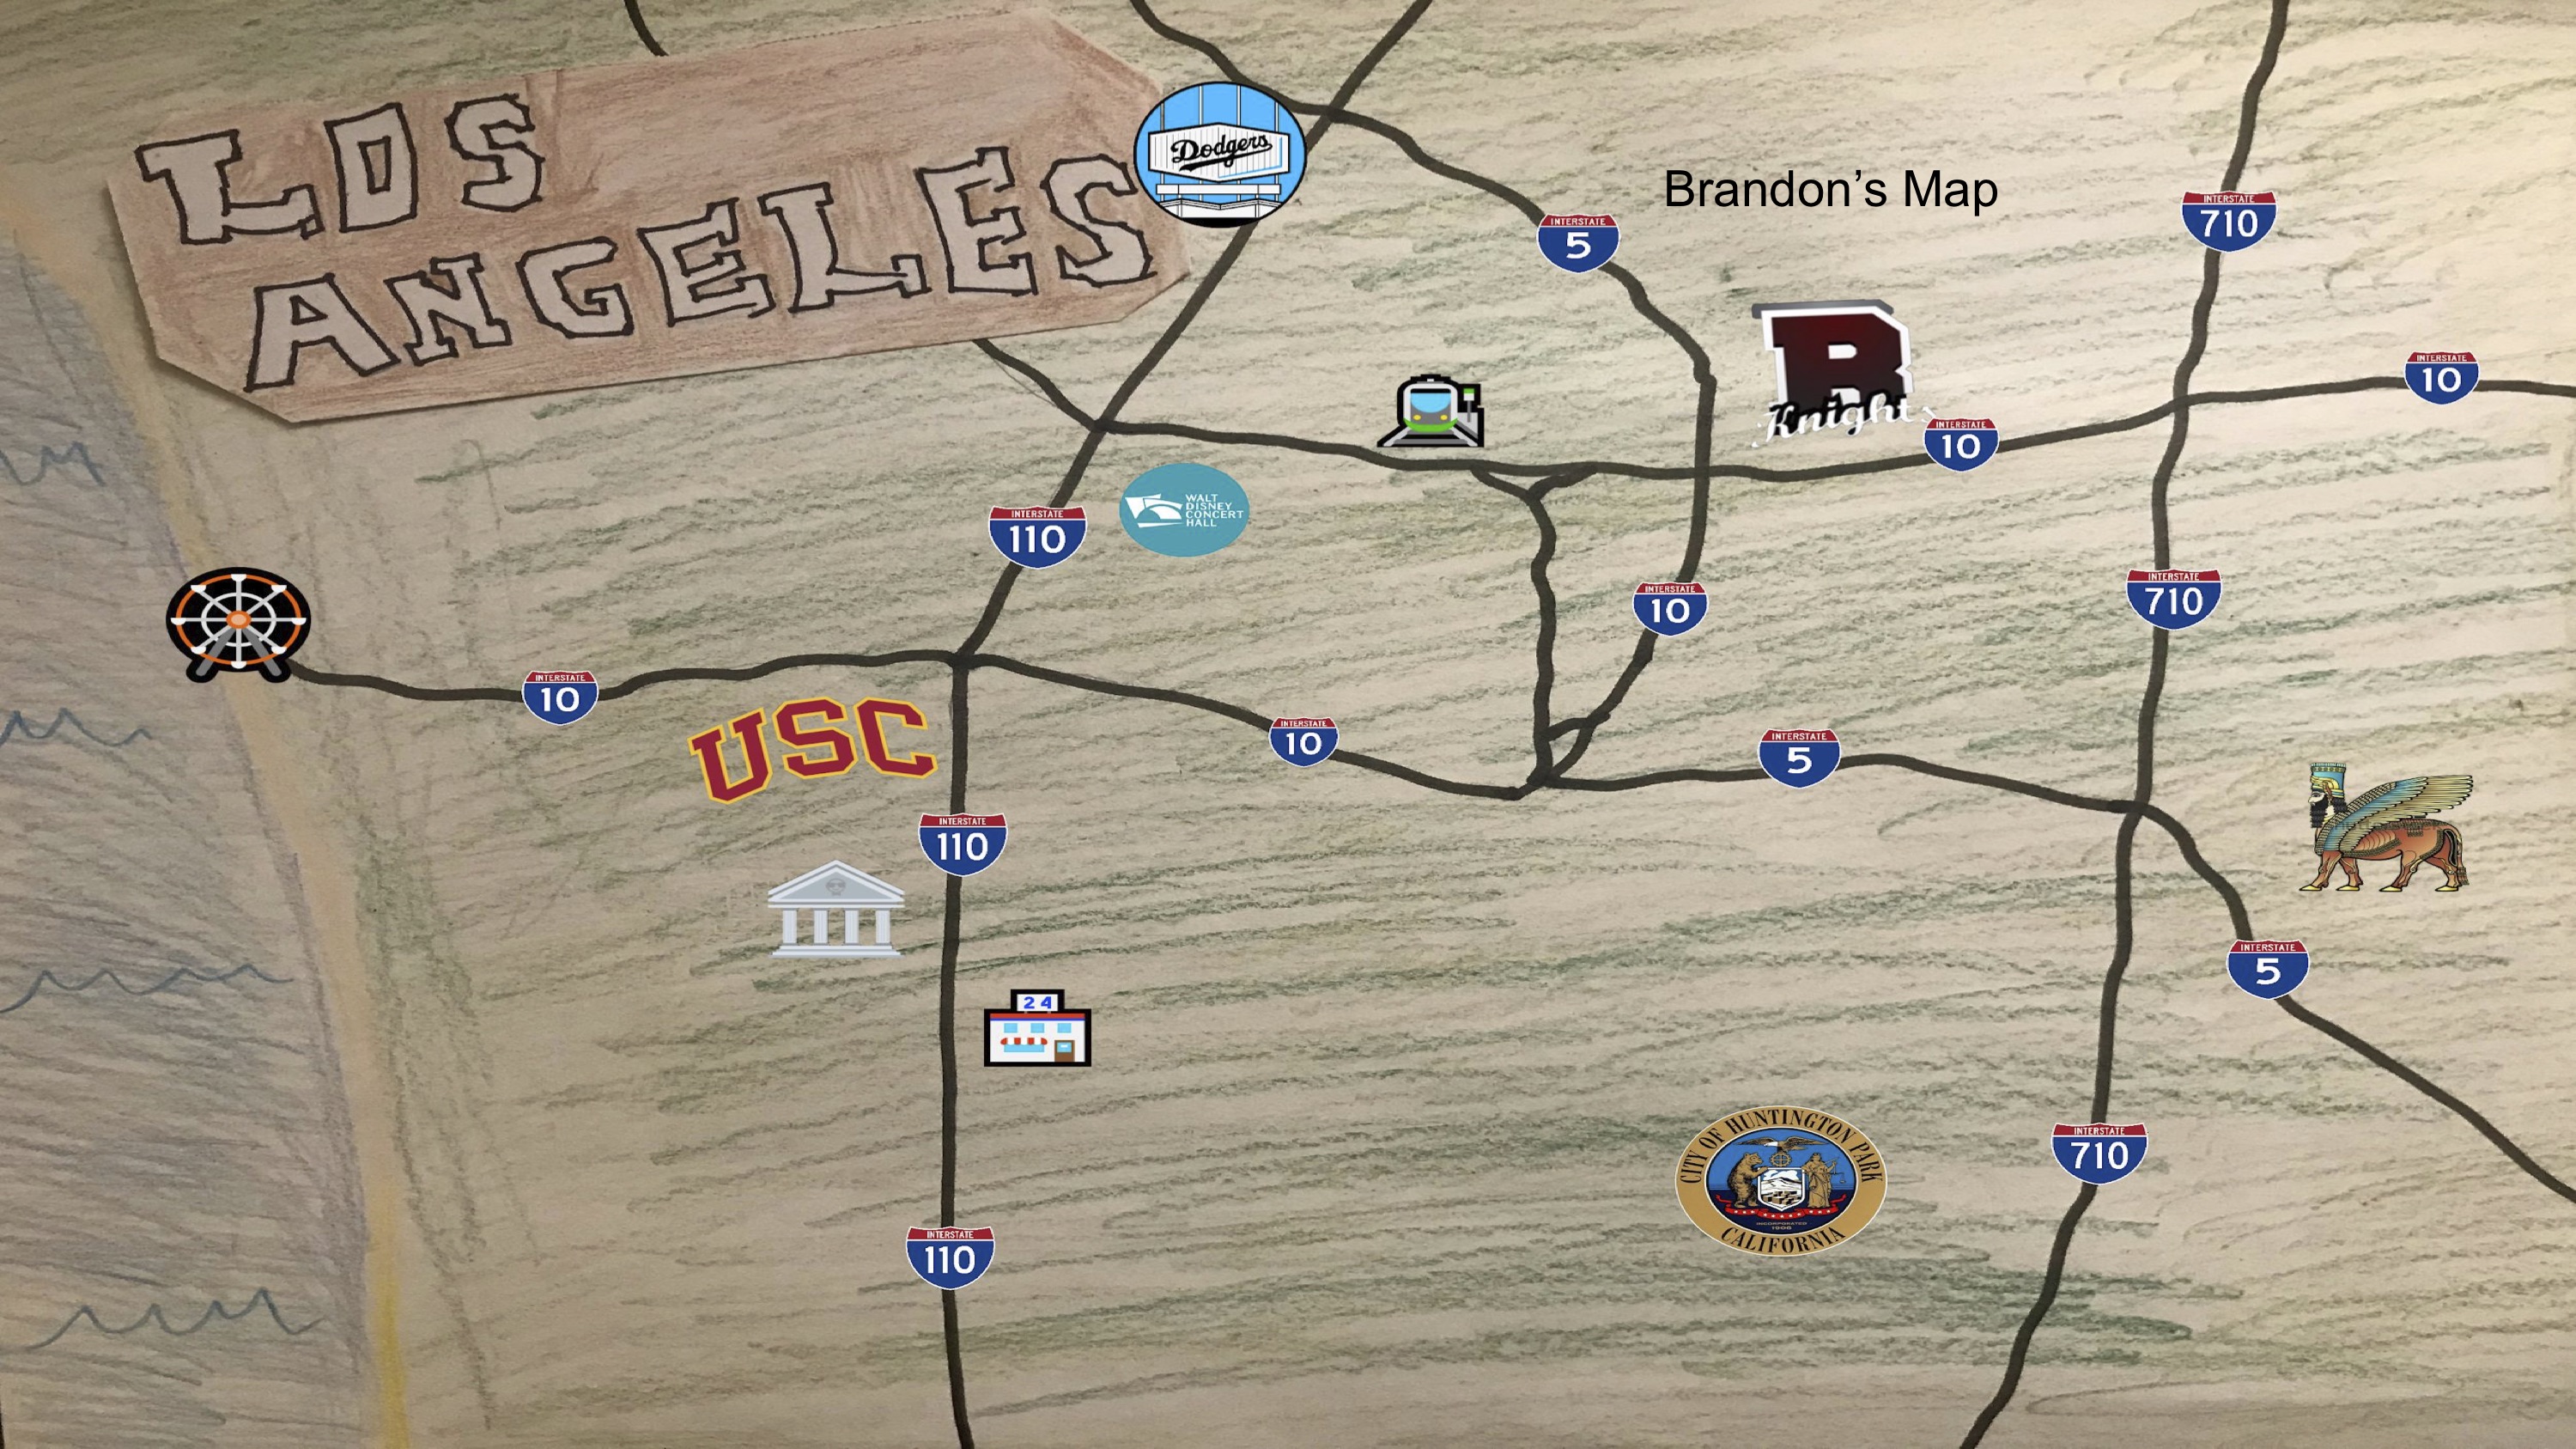 LOS
ANGELES
Dodgers
Brandon’s Map
INTERSTATE
5
INTERSTATE
710
R
Knights
INTERSTATE
10
INTERSTATE
10
WALT
DISNEY
CONCERT
HALL
INTERSTATE
110
INTERSTATE
10
INTERSTATE
710
INTERSTATE
10
USC
INTERSTATE
10
INTERSTATE
5
INTERSTATE
110
INTERSTATE
5
24
CITY OF HUNTINGTON PARK
INCORPORATED
1906
CALIFORNIA
INTERSTATE
710
INTERSTATE
110